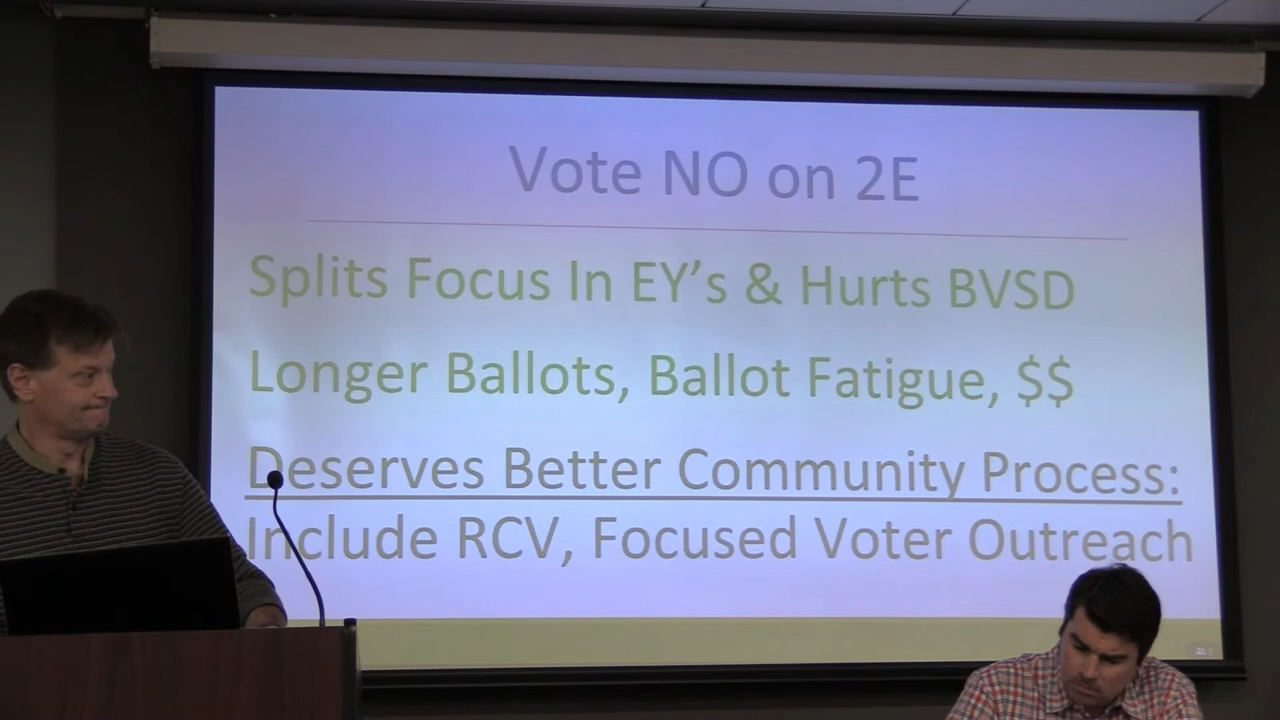 Vote NO on 2E
Splits Focus In EY's & Hurts BVSD
Longer Ballots, Ballot Fatigue, $$
Deserves Better Community Process:
Include RCV, Focused Voter Outreach